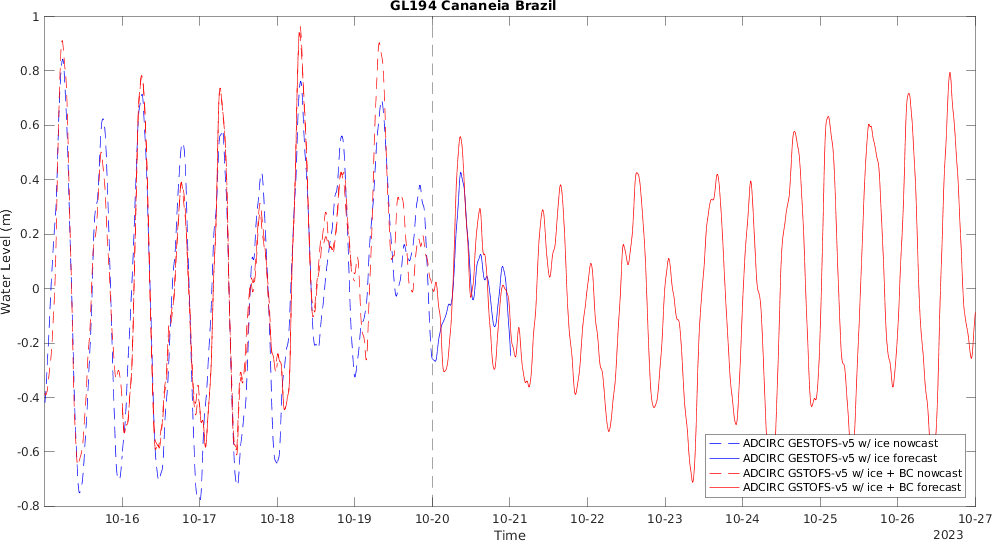 GL194 Cananeia Brazil
Water Level (m)
1
0.8
0.6
0.4
0.2
0
-0.2
-0.4
-0.6
-0.8
ADCIRC GESTOFS-v5 w/ ice nowcast
ADCIRC GESTOFS-v5 w/ ice forecast
ADCIRC GSTOFS-v5 w/ ice + BC nowcast
ADCIRC GSTOFS-v5 w/ ice + BC forecast
10-16 10-17 10-18 10-19 10-20 10-21 10-22 10-23 10-24 10-25 10-26 10-27
Time
2023